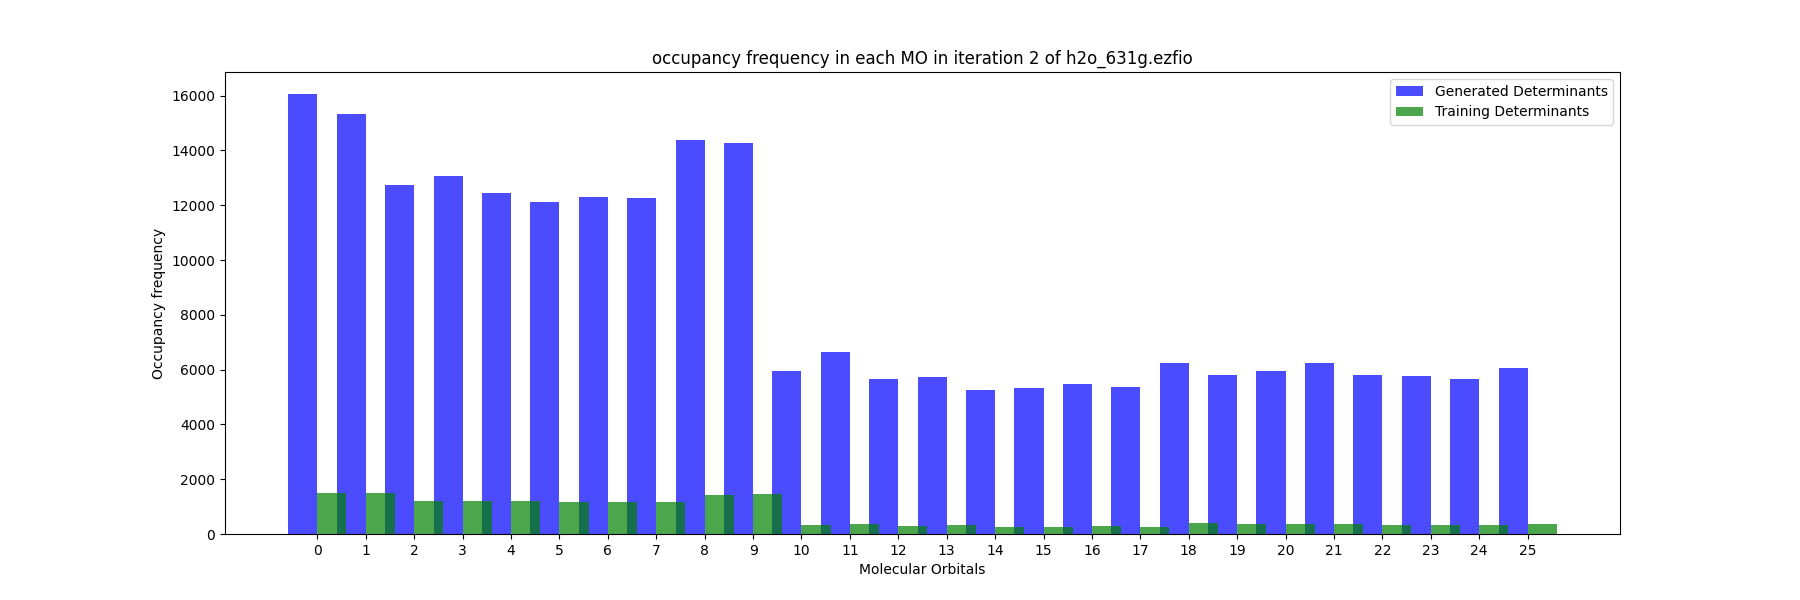 occupancy frequency in each MO in iteration 2 of h2o_631g.ezfio
Generated Determinants
Training Determinants
16000
14000
12000
10000
8000
6000
4000
2000
0
Occupancy frequency
0 1 2 3 4 5 6 7 8 9 10 11 12 13 14 15 16 17 18 19 20 21 22 23 24 25
Molecular Orbitals